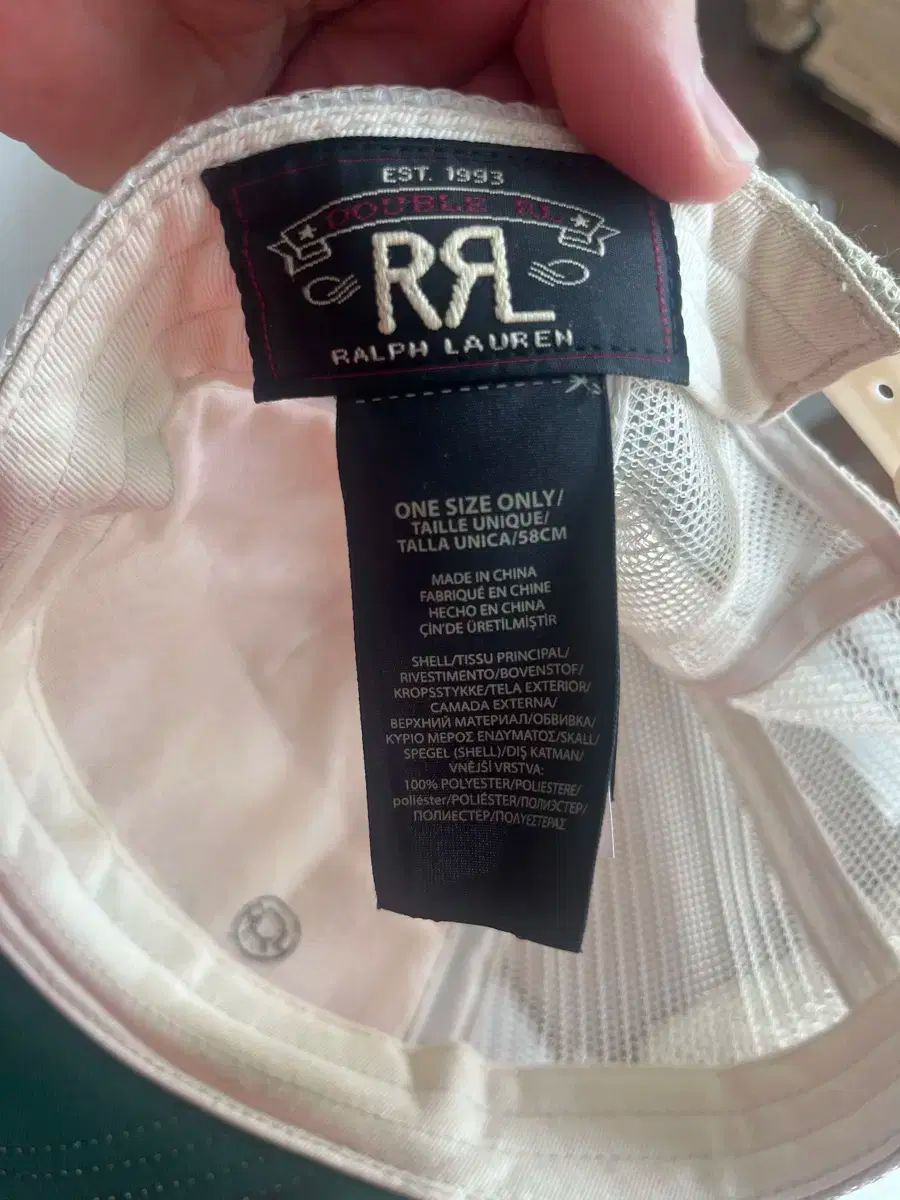 EST. 1993
DOUBLE RL
RRL
RALPH LAUREN
ONE SIZE ONLY/
TAILLE UNIQUE/
TALLA UNICA/58CM
MADE IN CHINA
FABRIQUÉ EN CHINE
HECHO EN CHINA
ÇİN'DE ÜRETİLMİŞTİR
SHELL/TISSU PRINCIPAL/
RIVESTIMENTO/BOVENSTOF/
KROPSSTYKKE/TELA EXTERIOR/
CAMADA EXTERNA/
ВЕРХНИЙ МАТЕРИАЛ/ОБВИВКА/
ΚΥΡΙΟ ΜΕΡΟΣ ΕΝΔΥΜΑΤΟΣ/SKALL/
SPEGEL (SHELL)/DIŞ KATMAN/
VNĚJŠÍ VRSTVA:
100% POLYESTER/POLIESTERE/
poliéster/POLIÉSTER/ПОЛИЭСТЕР/
ПОЛИЕСТЕР/ΠΟΛΥΕΣΤΕΡΑΣ